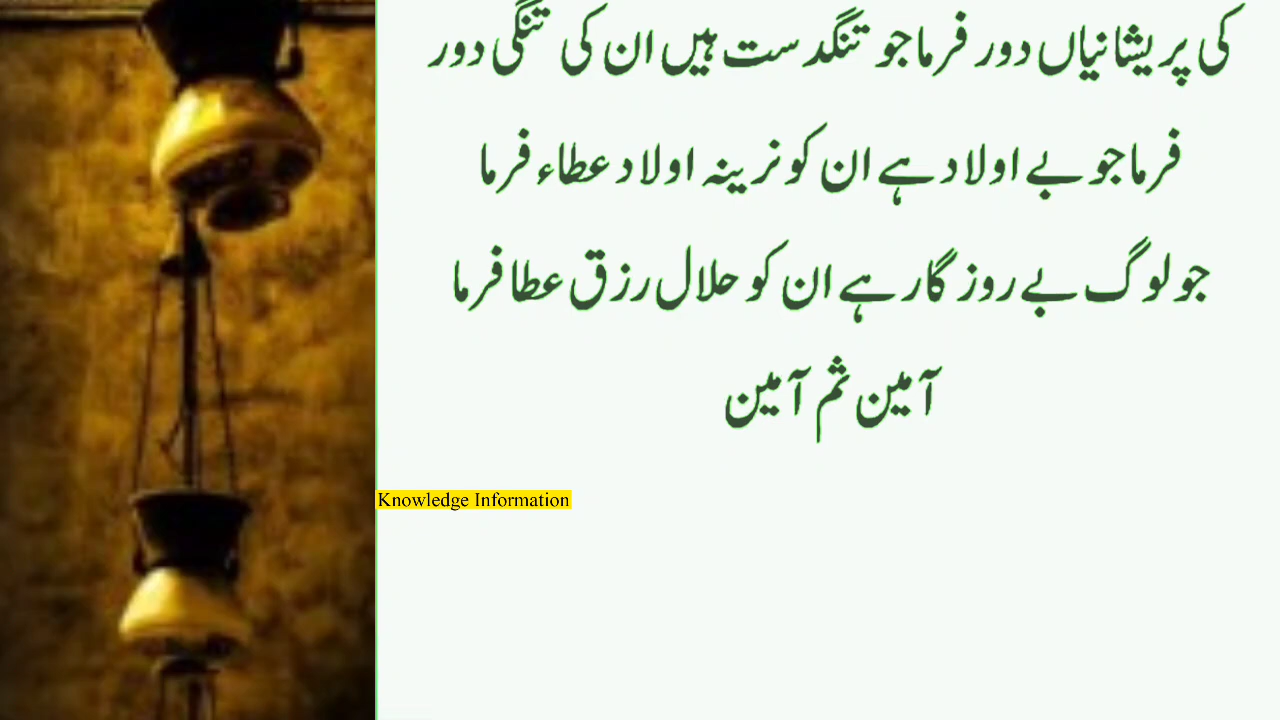 کی پریشانیاں دور فرما جو تنگدست ہیں ان کی تنگی دور
فرما جو بے اولاد ہے ان کو نرینہ اولاد عطاء فرما
جو لوگ بے روزگار ہے ان کو حلال رزق عطا فرما
آمین ثم آمین
Knowledge Information